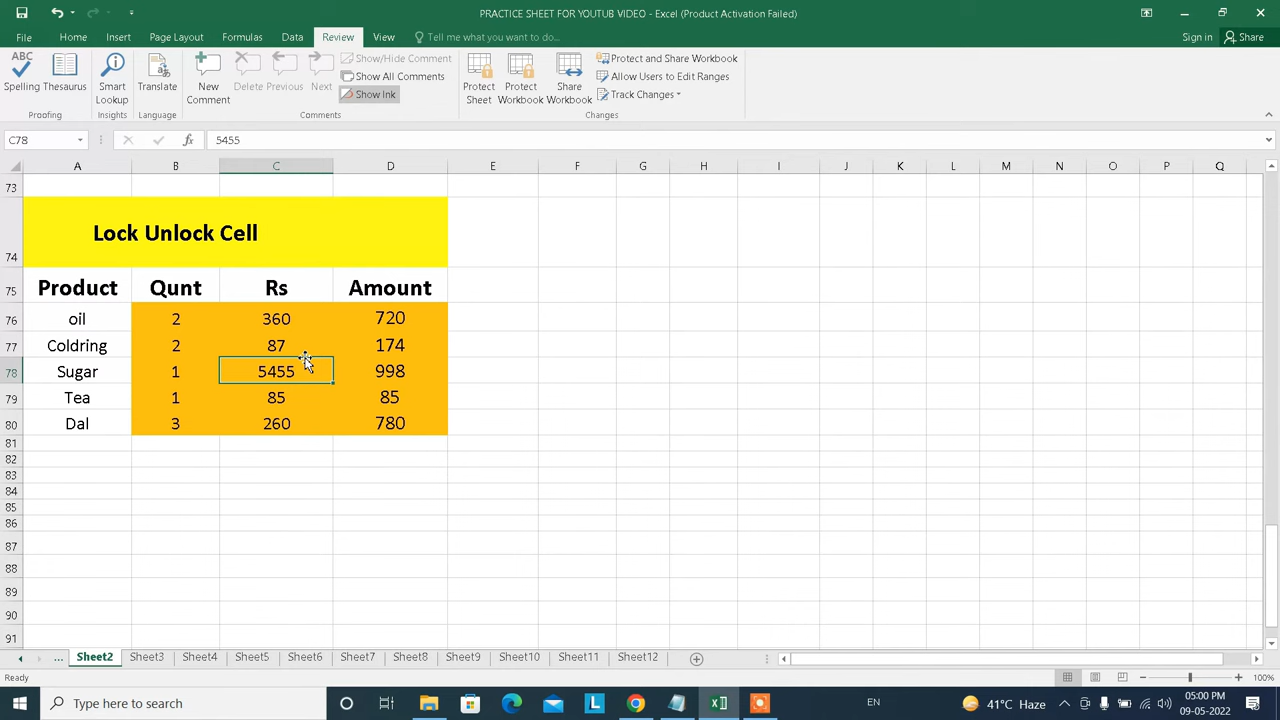 PRACTICE SHEET FOR YOUTUB VIDEO - Excel (Product Activation Failed)
File Home Insert Page Layout Formulas Data Review View Tell me what you want to do... Sign in Share
ABC
Spelling Thesaurus
Proofing
Smart Lookup
Insights
Translate
Language
New Comment
Delete Previous Next
Show/Hide Comment
Show All Comments
Show Ink
Comments
Protect Sheet
Protect Workbook
Share Workbook
Protect and Share Workbook
Allow Users to Edit Ranges
Track Changes
Changes
C78 fx 5455
A B C D E F G H I J K L M N O P Q
73
74 Lock Unlock Cell
75 Product Qunt Rs Amount
76 oil 2 360 720
77 Coldring 2 87 174
78 Sugar 1 5455 998
79 Tea 1 85 85
80 Dal 3 260 780
81
82
83
84
85
86
87
88
89
90
91
... Sheet2 Sheet3 Sheet4 Sheet5 Sheet6 Sheet7 Sheet8 Sheet9 Sheet10 Sheet11 Sheet12
Ready 100%
Type here to search L EN 41°C Haze 05:00 PM
09-05-2022